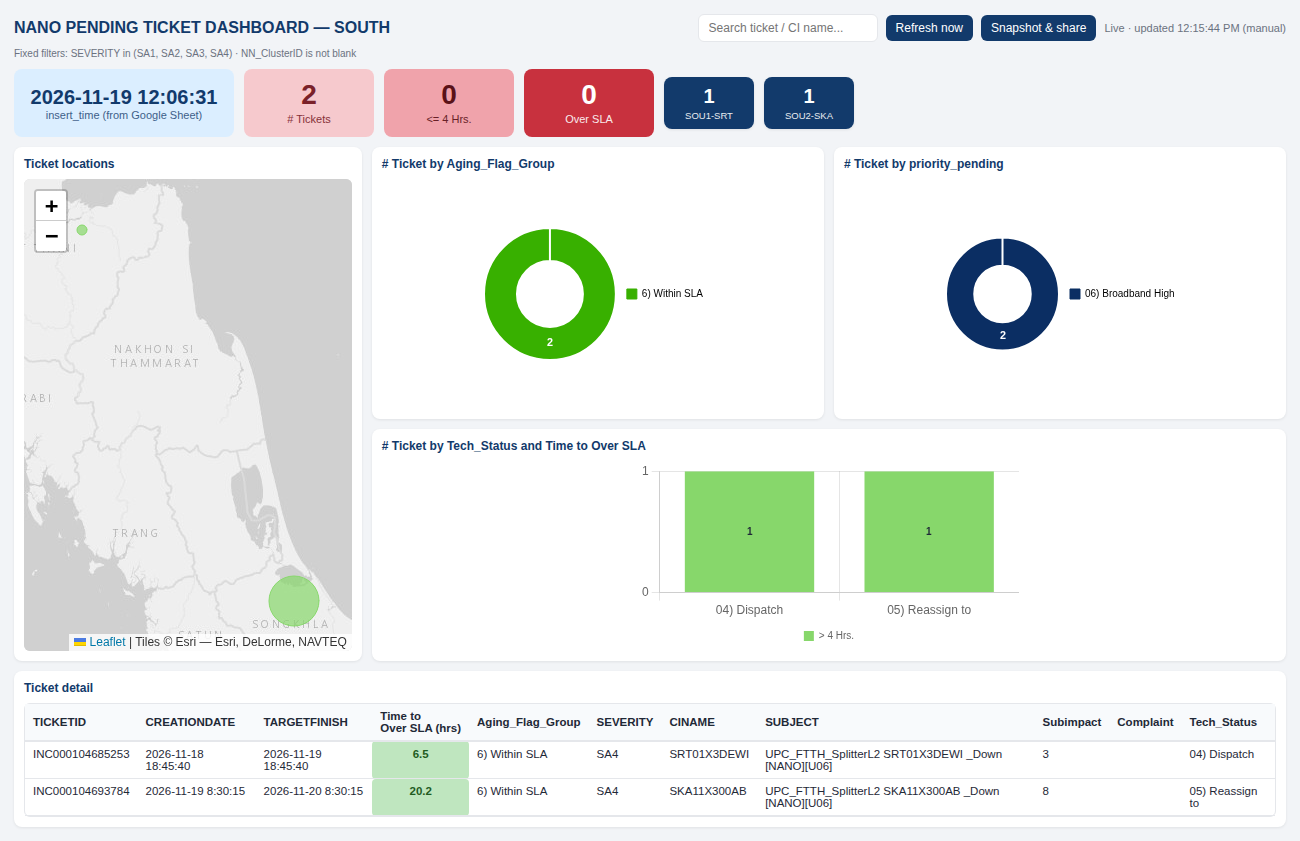 NANO PENDING TICKET DASHBOARD — SOUTH
Search ticket / CI name...
Refresh now
Snapshot & share
Live · updated 12:15:44 PM (manual)
Fixed filters: SEVERITY in (SA1, SA2, SA3, SA4) · NN_ClusterID is not blank
2026-11-19 12:06:31
insert_time (from Google Sheet)
2
# Tickets
0
<= 4 Hrs.
0
Over SLA
1
SOU1-SRT
1
SOU2-SKA
Ticket locations
+
−
NAKHON SI
THAMMARAT
RABI
TRANG
SONGKHLA
SATUN
Leaflet | Tiles © Esri — Esri, DeLorme, NAVTEQ
# Ticket by Aging_Flag_Group
2
6) Within SLA
# Ticket by priority_pending
2
06) Broadband High
# Ticket by Tech_Status and Time to Over SLA
1
0
1
1
04) Dispatch
05) Reassign to
> 4 Hrs.
Ticket detail
TICKETID CREATIONDATE TARGETFINISH Time to Over SLA (hrs) Aging_Flag_Group SEVERITY CINAME SUBJECT Subimpact Complaint Tech_Status
INC000104685253 2026-11-18 18:45:40 2026-11-19 18:45:40 6.5 6) Within SLA SA4 SRT01X3DEWI UPC_FTTH_SplitterL2 SRT01X3DEWI _Down [NANO][U06] 3 04) Dispatch
INC000104693784 2026-11-19 8:30:15 2026-11-20 8:30:15 20.2 6) Within SLA SA4 SKA11X300AB UPC_FTTH_SplitterL2 SKA11X300AB _Down [NANO][U06] 8 05) Reassign to